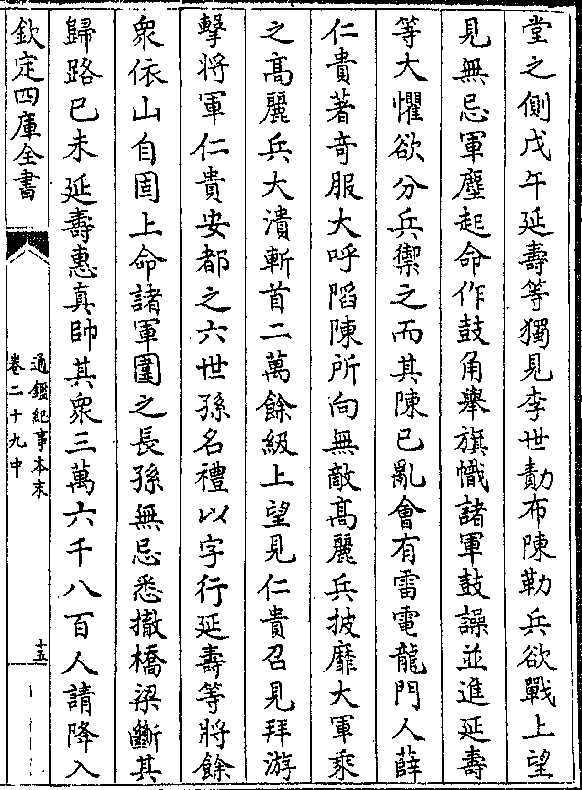 堂之側戊午延壽等獨見李世勣布陳勒兵欲戰上望
見無忌軍塵起命作鼓角舉旗幟諸軍鼓譟並進延壽
等大懼欲分兵禦之而其陳已亂會有雷電龍門人薛
仁貴著竒服大呼陷陳所向無敵髙麗兵披靡大軍乘
之髙麗兵大潰斬首二萬餘級上望見仁貴召見拜游
擊將軍仁貴安都之六世孫名禮以字行延壽等將餘
衆依山自固上命諸軍圍之長孫無忌悉撤橋梁斷其
歸路己未延壽惠真帥其衆三萬六千八百人請降入
欽定四庫全書
通鑑紀事本末
卷二十九中
十五